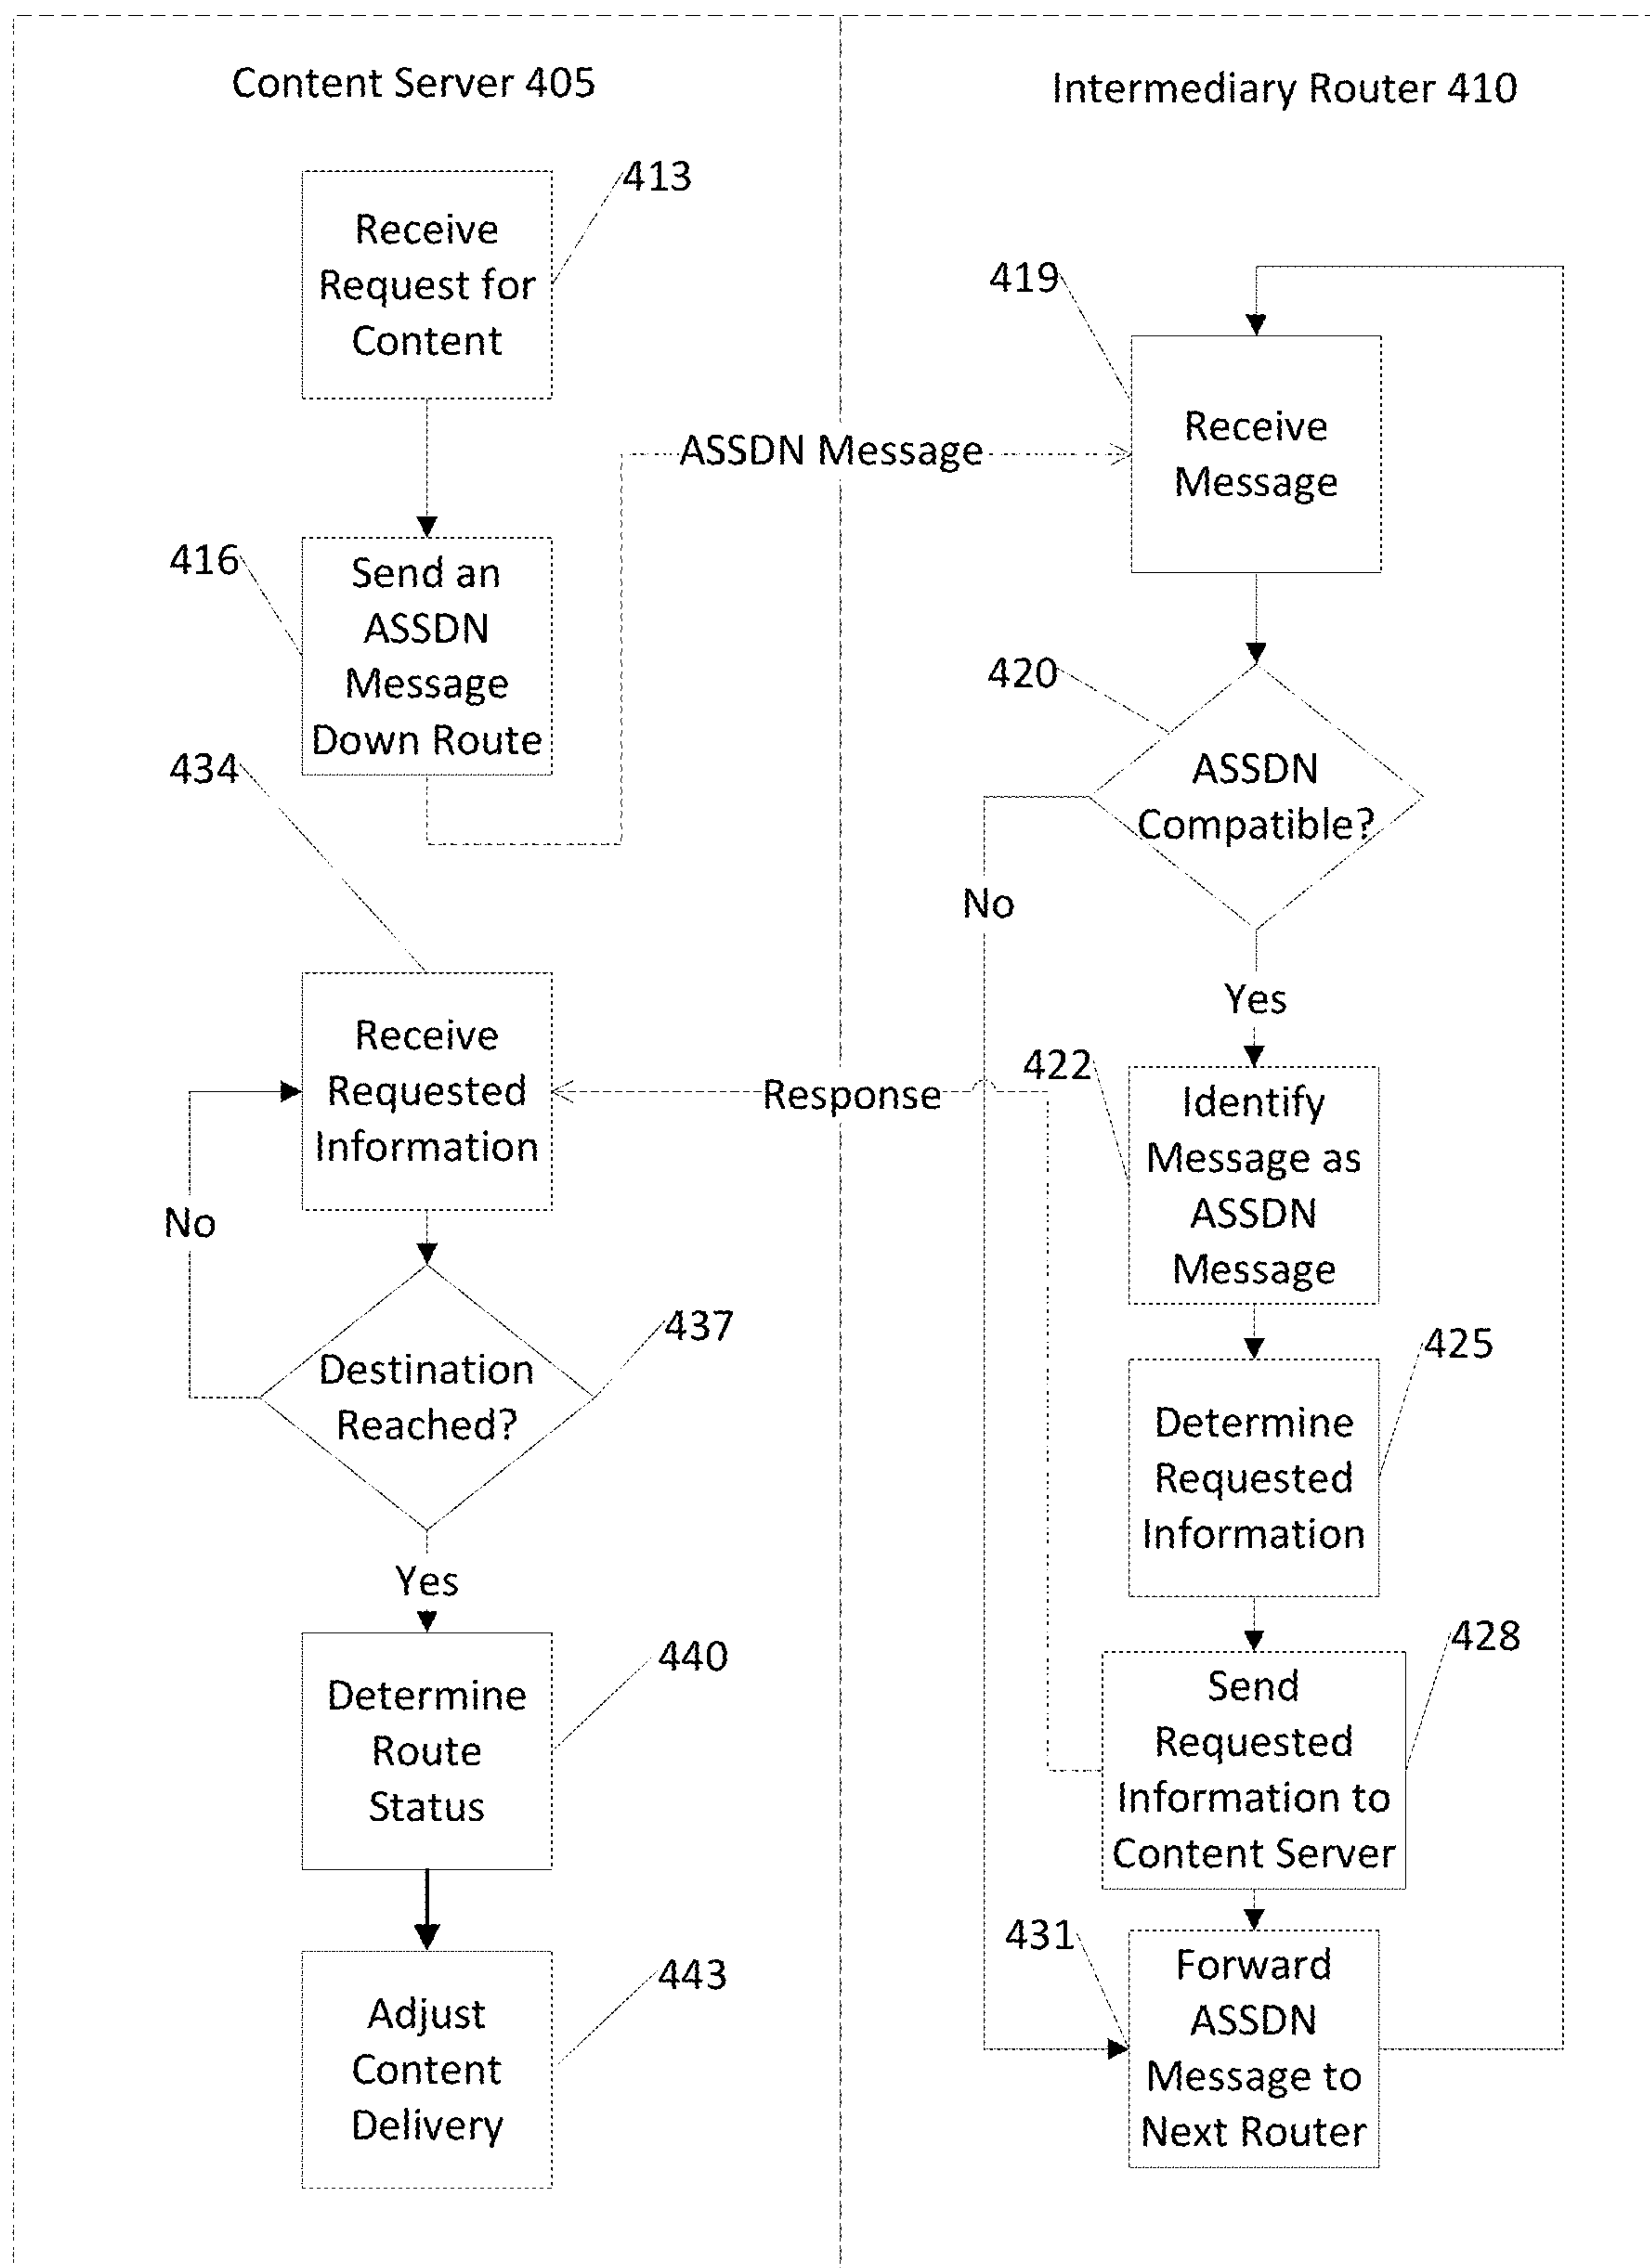 Content Server 405
413
Receive
Request for
Content
416
Send an
ASSDN
Message
Down Route
434
Receive
Requested
Information
No
437
Destination
Reached?
Yes
440
Determine
Route
Status
443
Adjust
Content
Delivery
ASSDN Message
Response
Intermediary Router 410
419
Receive
Message
420
ASSDN
Compatible?
No
Yes
422
Identify
Message as
ASSDN
Message
425
Determine
Requested
Information
428
Send
Requested
Information to
Content Server
431
Forward
ASSDN
Message to
Next Router